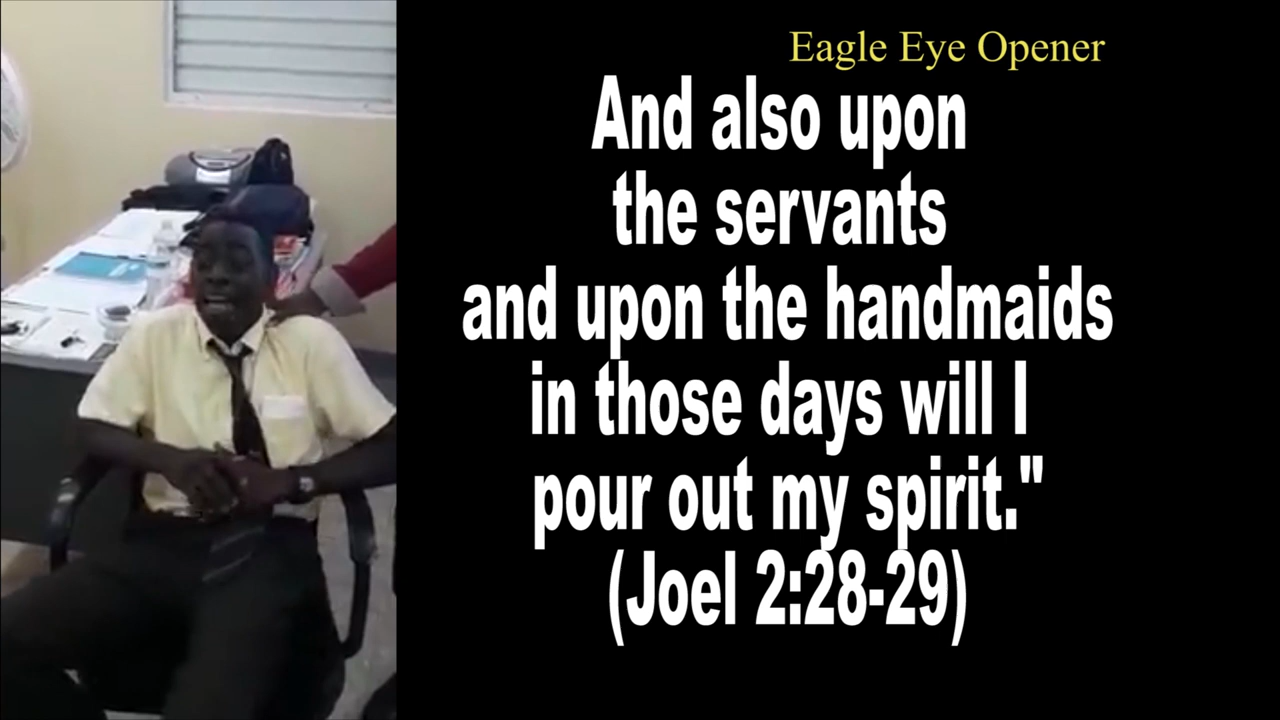 Eagle Eye Opener
And also upon
the servants
and upon the handmaids
in those days will I
pour out my spirit."
(Joel 2:28-29)